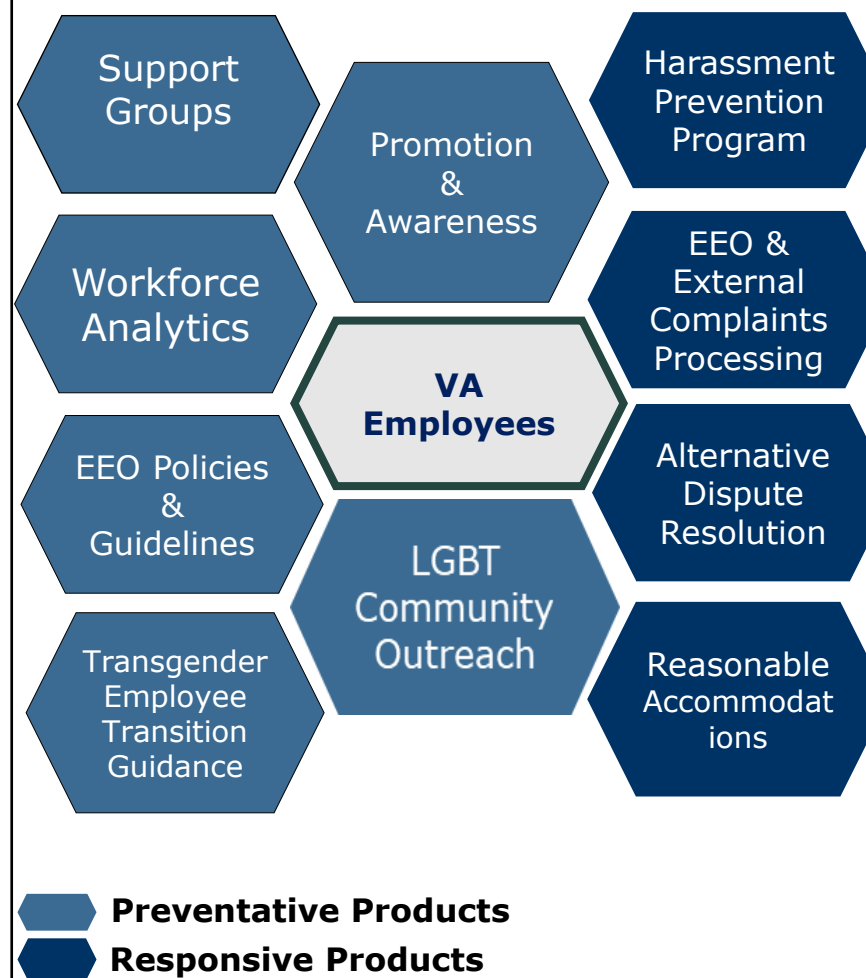 Support
Groups
Promotion
&
Awareness
Harassment
Prevention
Program
Workforce
Analytics
EEO &
External
Complaints
Processing
VA
Employees
EEO Policies
&
Guidelines
Alternative
Dispute
Resolution
LGBT
Community
Outreach
Transgender
Employee
Transition
Guidance
Reasonable
Accommodat
ions
Preventative Products
Responsive Products